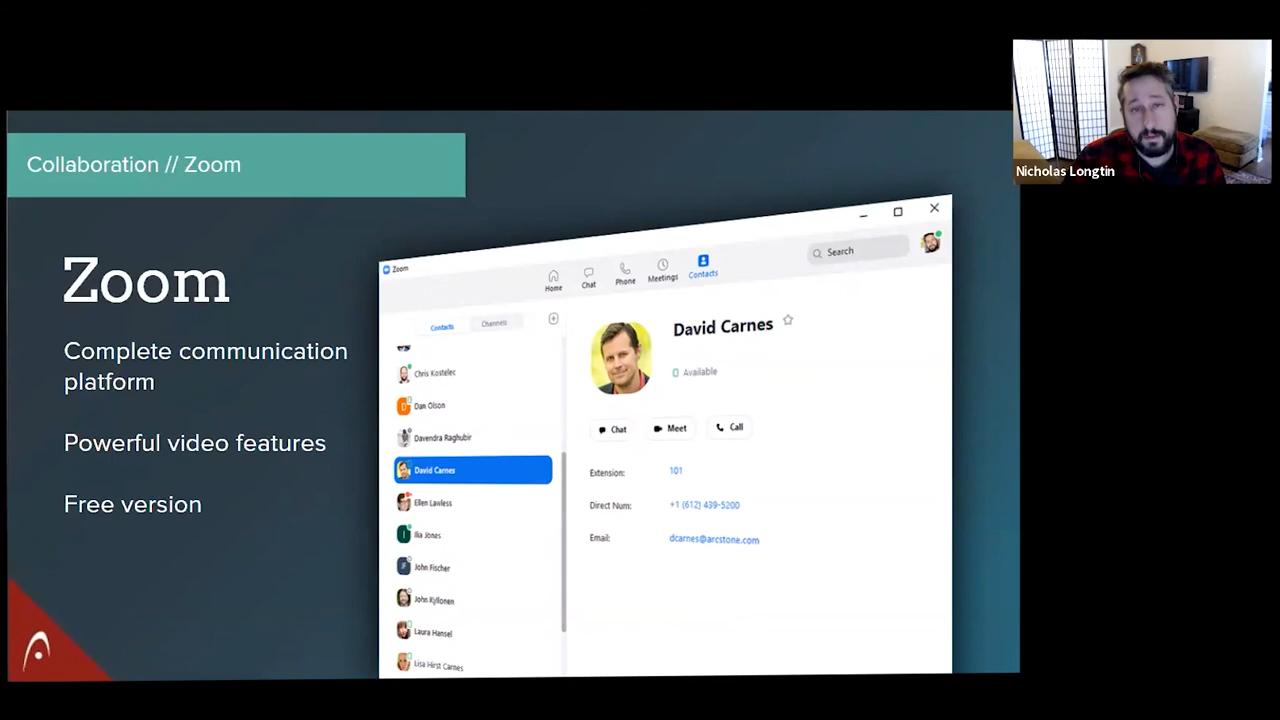 Collaboration // Zoom
Nicholas Longtin
Zoom
Complete communication
platform
Powerful video features
Free version
Zoom
Home
Chat
Phone
Meetings
Contacts
Search
Contacts
Channels
Chris Kostelec
Dan Olson
Davendra Raghubir
David Carnes
Ellen Lawless
Ilia Jones
John Fischer
John Kyllonen
Laura Hansel
Lisa Hirst Carnes
D
I
JF
David Carnes
Available
Chat
Meet
Call
Extension: 101
Direct Num: +1 (612) 439-5200
Email: dcarnes@arcstone.com